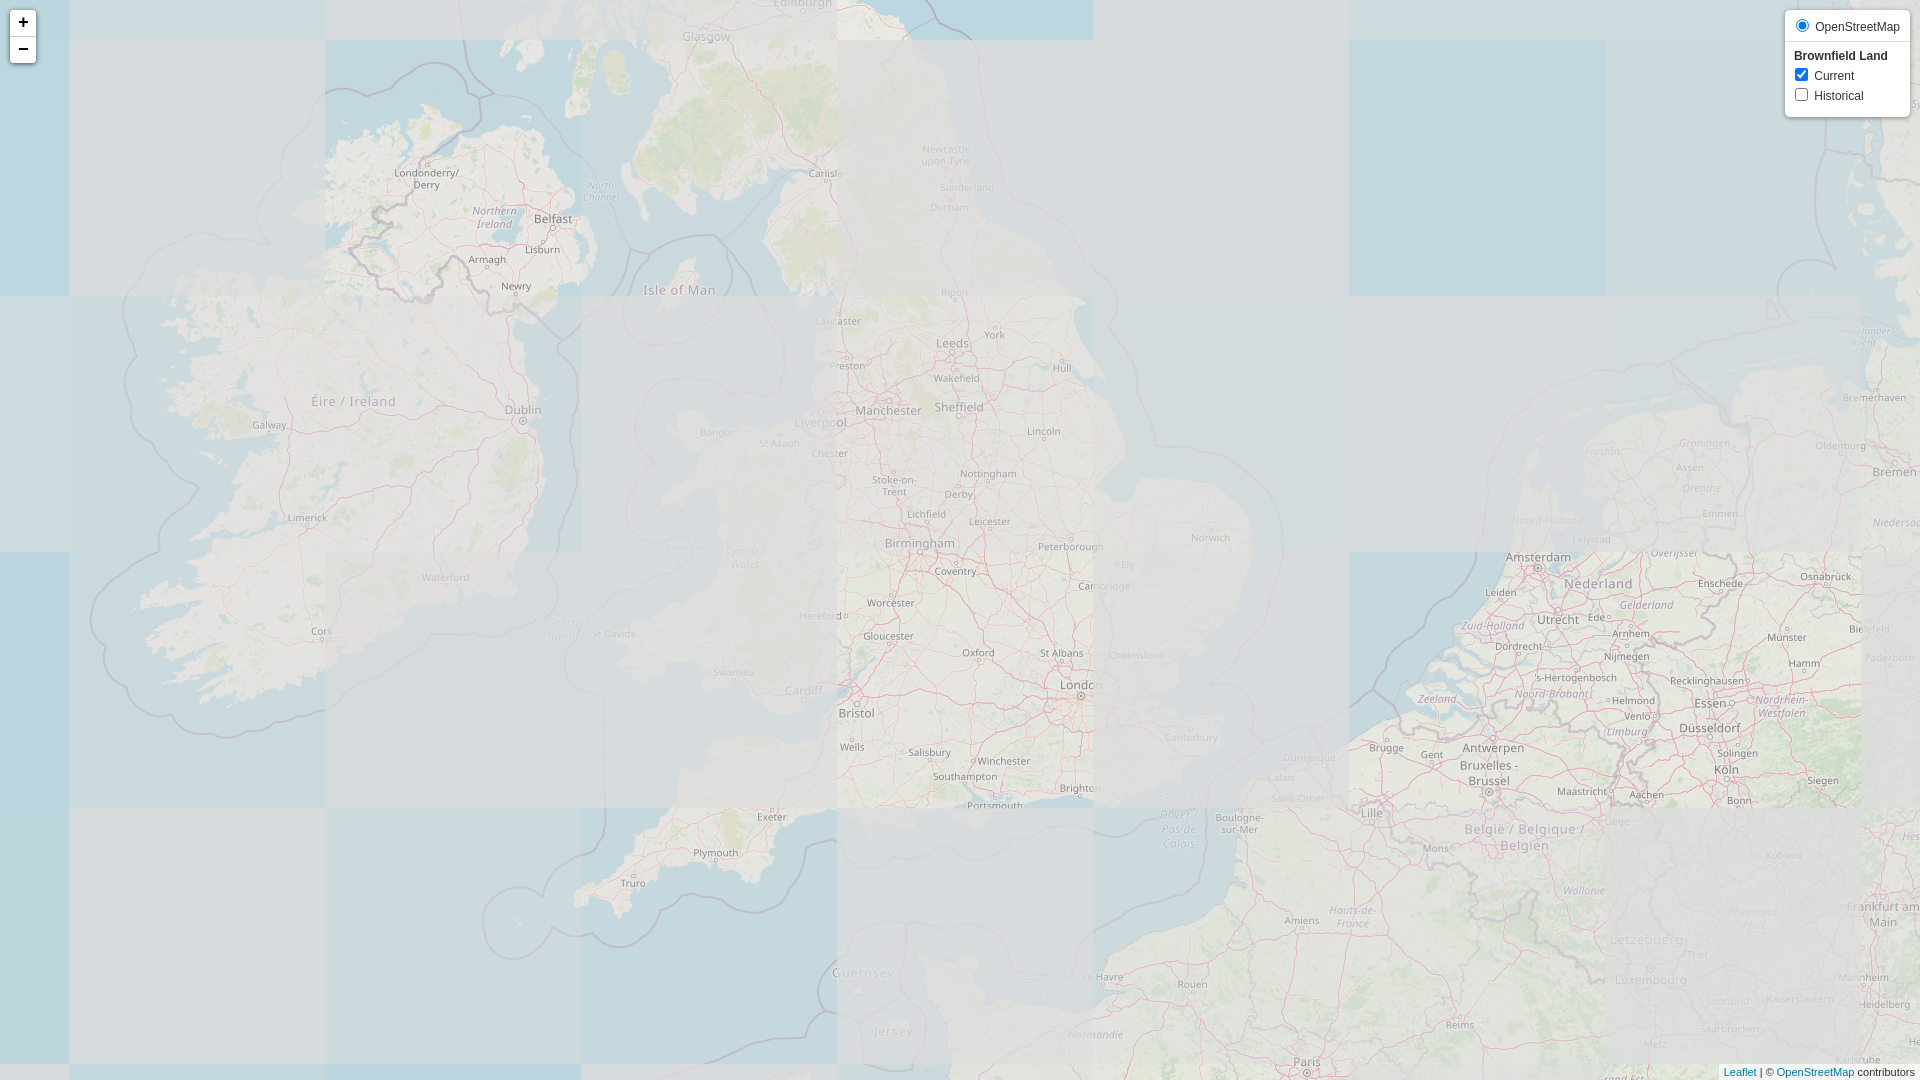 +
−
OpenStreetMap
Brownfield Land
Current
Historical
Edinburgh
Glasgow
Londonderry/
Derry
North
Channel
Carlisle
Newcastle
upon Tyne
Sunderland
Durham
Northern
Ireland
Belfast
Lisburn
Armagh
Newry
Isle of Man
Ripon
Lancaster
York
Leeds
Preston
Wakefield
Hull
Éire / Ireland
Dublin
Galway
Manchester
Sheffield
Liverpool
Bangor
St Asaph
Chester
Lincoln
Stoke-on-
Trent
Nottingham
Derby
Limerick
Lichfield
Leicester
Norwich
Birmingham
Peterborough
Coventry
Ely
Cambridge
Cymru /
Wales
Waterford
Worcester
Hereford
Cork
St George's
Channel
St Davids
Gloucester
Oxford
St Albans
Chelmsford
Swansea
Cardiff
London
Bristol
Wells
Salisbury
Winchester
Canterbury
Southampton
Brighton
Portsmouth
Exeter
Plymouth
Truro
Guernsey
Jersey
Helgoländer
Bucht
Bremerhaven
Groningen
Oldenburg
Fryslân
Assen
Bremen
Drenthe
Noord-Holland
Emmen
Niedersac
Lelystad
Amsterdam
Overijssel
Enschede
Osnabrück
Nederland
Leiden
Gelderland
Utrecht
Ede
Zuid-Holland
Arnhem
Münster
Bielefeld
Dordrecht
Nijmegen
Paderborn
Hamm
's-Hertogenbosch
Recklinghausen
Zeeland
Noord-Brabant
Helmond
Essen
Nordrhein-
Westfalen
Venlo
Limburg
Düsseldorf
Brugge
Gent
Antwerpen
Solingen
Bruxelles -
Brussel
Köln
Maastricht
Aachen
Siegen
Bonn
Dunkerque
Calais
Saint-Omer
Dover /
Pas de
Calais
Boulogne-
sur-Mer
Lille
Liège
België / Belgique /
Belgien
Mons
Koblenz
Wallonie
Frankfurt am
Main
Hauts-de-
France
Amiens
Rheinland-
Pfalz
Lëtzebuerg
Trier
Luxembourg
Mannheim
Le Havre
Rouen
Saarland
Kaiserslautern
Heidelberg
Reims
Saarbrücken
Normandie
Metz
Karlsruhe
Paris
Leaflet | © OpenStreetMap contributors